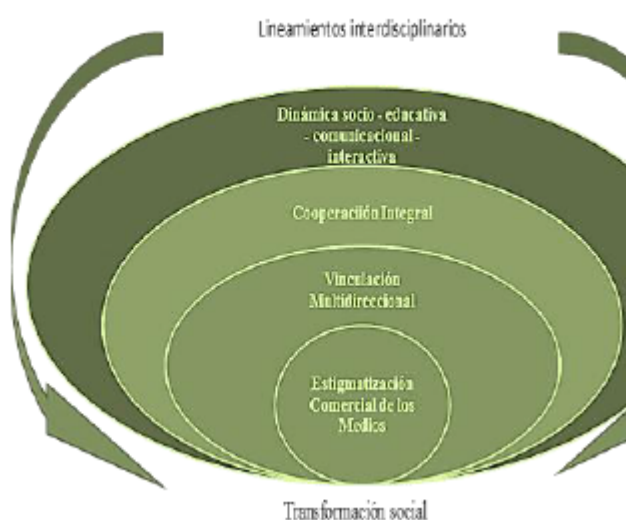 Lineamientos interdisciplinarios
Dinámica socio - educativa
- comunicacional -
interactiva
Cooperación Integral
Vinculación
Multidireccional
Estigmatización
Comercial de los
Medios
Transformación social